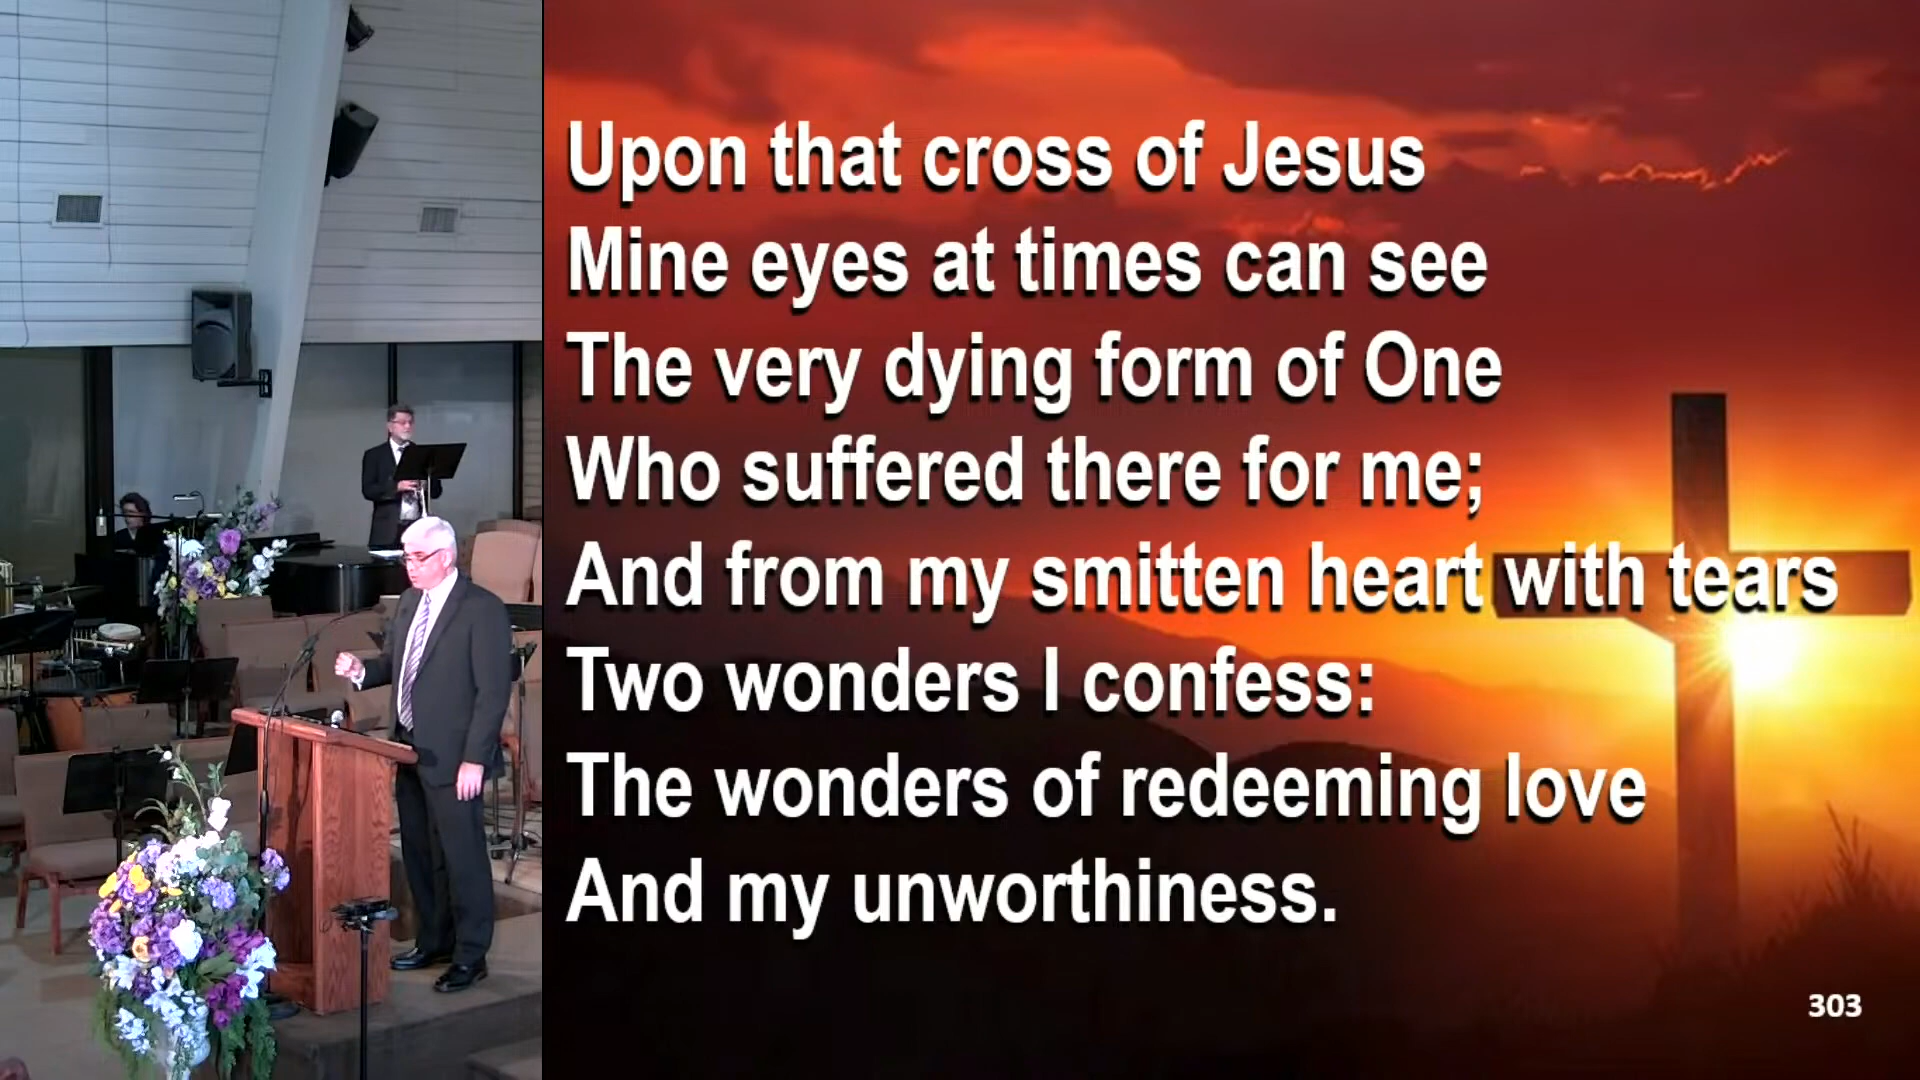 Upon that cross of Jesus
Mine eyes at times can see
The very dying form of One
Who suffered there for me;
And from my smitten heart with tears
Two wonders I confess:
The wonders of redeeming love
And my unworthiness.
303